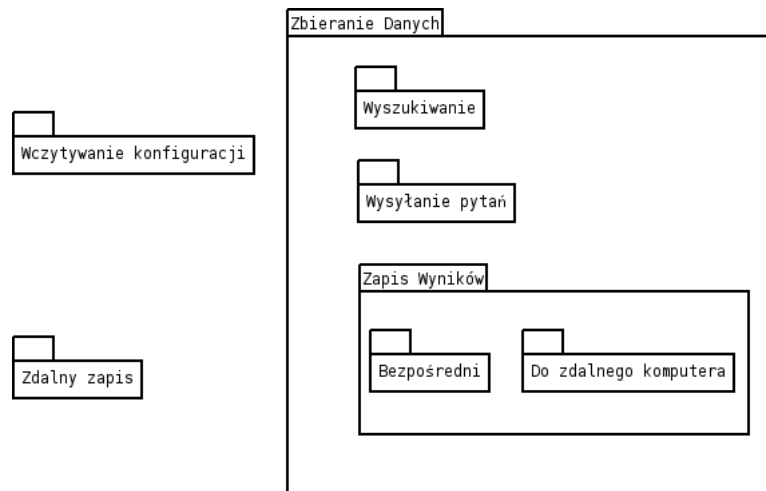 Zbieranie Danych
Wyszukiwanie
Wczytywanie konfiguracji
Wysyłanie pytań
Zapis Wyników
Zdalny zapis
Bezpośredni
Do zdalnego komputera